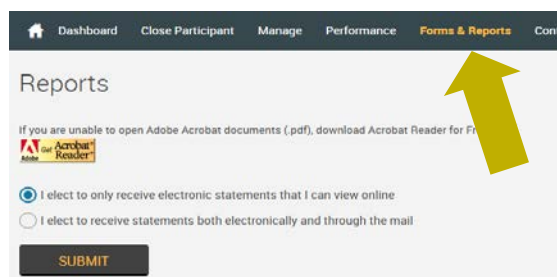 Dashboard Close Participant Manage Performance Forms & Reports
Reports
If you are unable to open Adobe Acrobat documents (.pdf), download Acrobat Reader for
Get Acrobat
Adobe Reader
I elect to only receive electronic statements that I can view online
I elect to receive statements both electronically and through the mail
SUBMIT